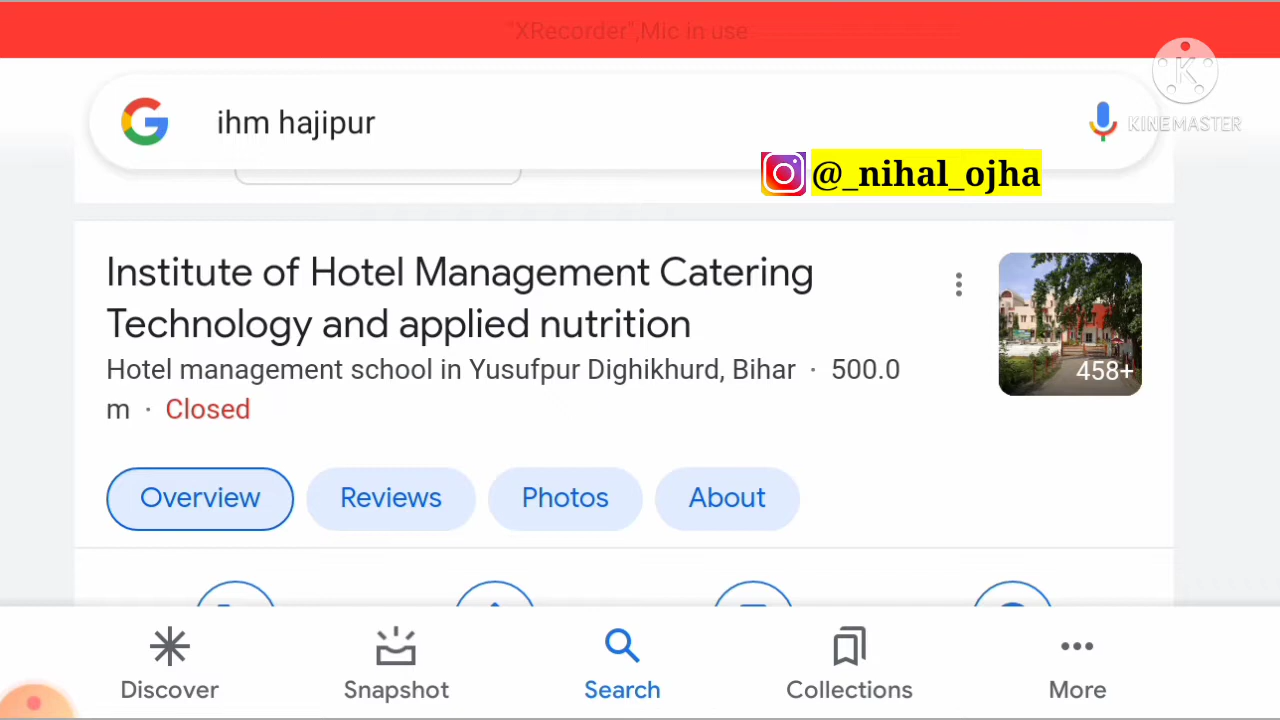 "XRecorder",Mic in use
ihm hajipur
K
KINEMASTER
@_nihal_ojha
Institute of Hotel Management Catering
Technology and applied nutrition
Hotel management school in Yusufpur Dighikhurd, Bihar · 500.0
m · Closed
458+
Overview Reviews Photos About
Discover Snapshot Search Collections More